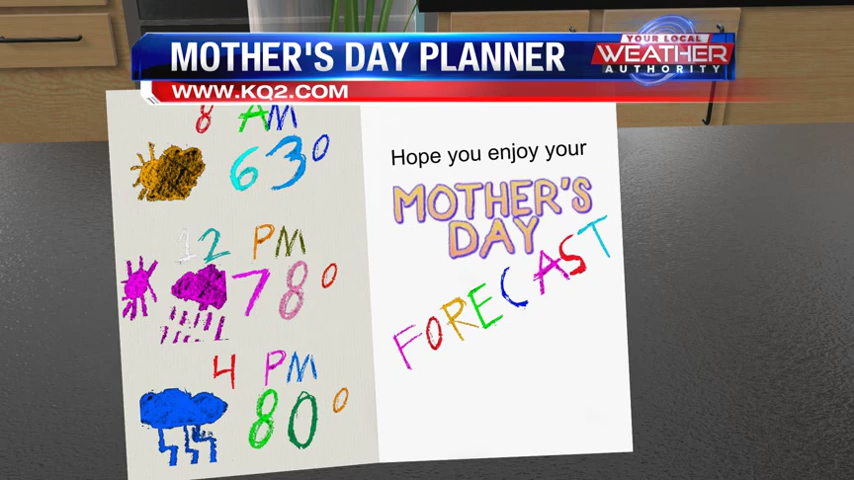 MOTHER'S DAY PLANNER
YOUR LOCAL
WEATHER
AUTHORITY
WWW.KQ2.COM
8 AM
63°
12 PM
78°
4 PM
80°
Hope you enjoy your
MOTHER'S
DAY
FORECAST